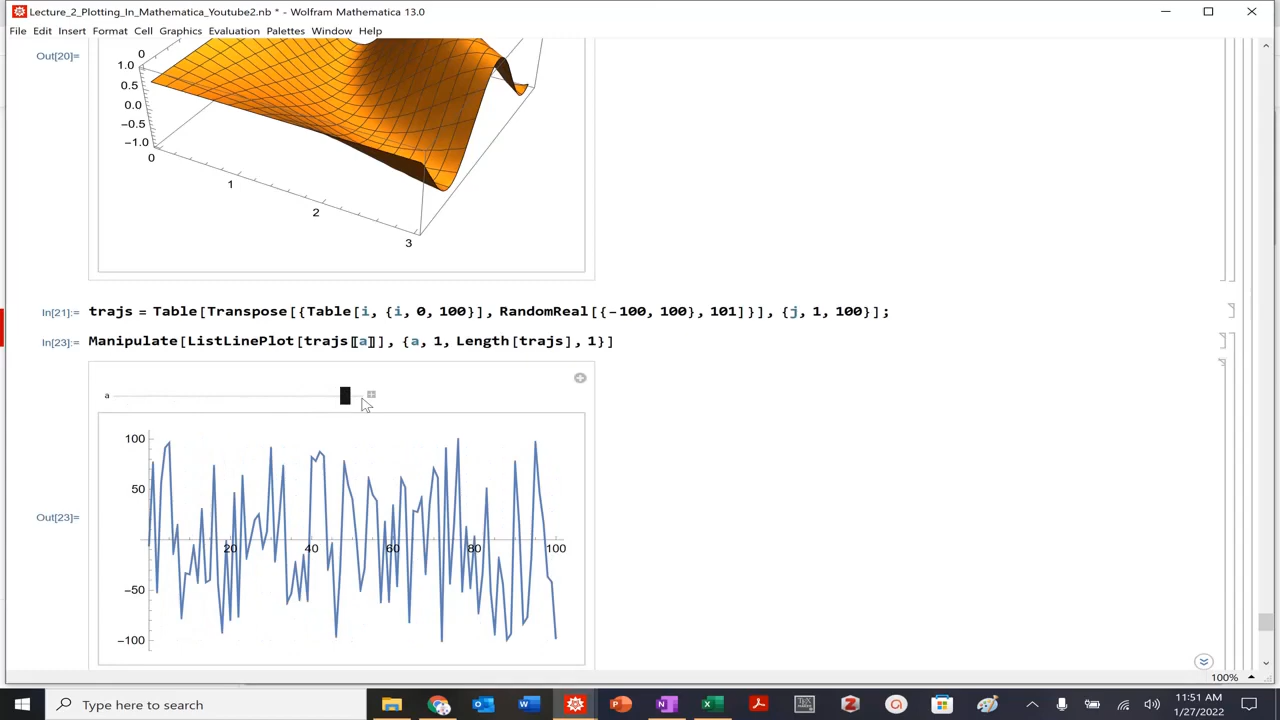 Lecture_2_Plotting_In_Mathematica_Youtube2.nb * - Wolfram Mathematica 13.0
File Edit Insert Format Cell Graphics Evaluation Palettes Window Help
Out[20]=
0
1.0
0.5
0.0
−0.5
−1.0
0
1
2
3
In[21]:= trajs = Table[Transpose[{Table[i, {i, 0, 100}], RandomReal[{-100, 100}, 101]}], {j, 1, 100}];
In[23]:= Manipulate[ListLinePlot[trajs[[a]]], {a, 1, Length[trajs], 1}]
a
100
50
Out[23]=
20 40 60 80 100
−50
−100
100%
Type here to search
11:51 AM
1/27/2022